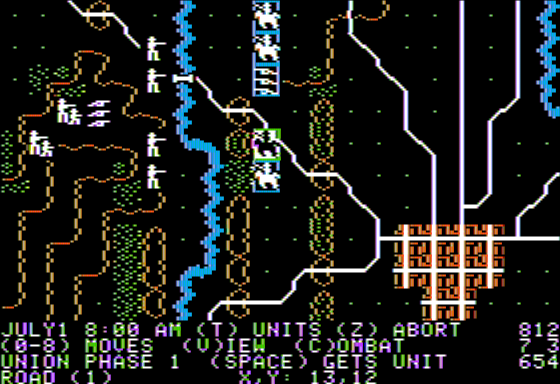 JULY1 8:00 AM (T) UNITS (Z) ABORT 812
(0-8) MOVES (V)IEW (C)OMBAT 7 3
UNION PHASE 1 (SPACE) GETS UNIT 654
ROAD (1) X,Y: 13,12